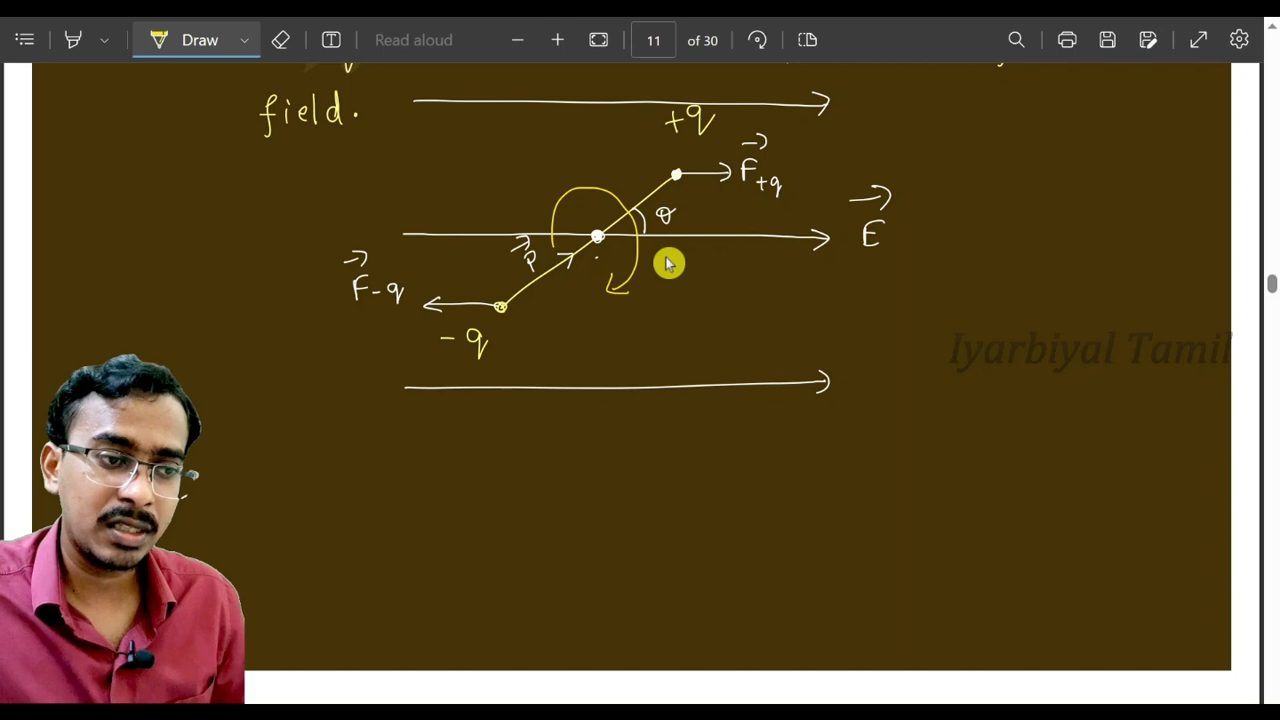 Draw
Read aloud
11 of 30
field.
+q
F+q
θ
E
P
F-q
-q
Iyarbiyal Tamil